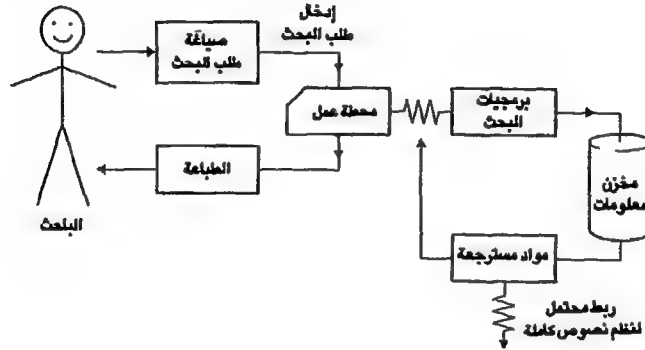 إدخال
طلب البحث
صياغة
طلب البحث
محطة عمل
برمجيات
البحث
مخزن
معلومات
الطباعة
مواد مسترجعة
الباحث
ربط محتمل
لنظم نصوص كاملة